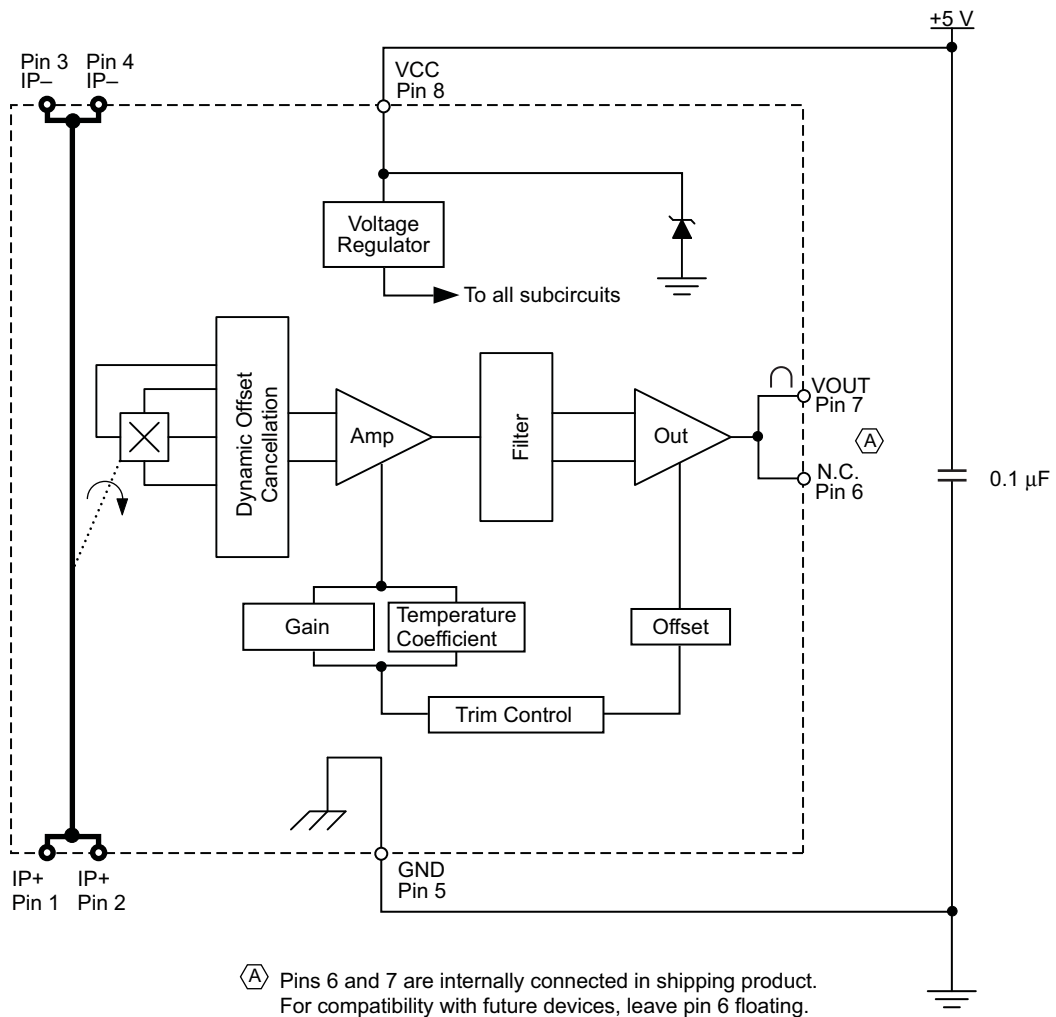 +5 V
Pin 3 Pin 4
IP– IP–
VCC
Pin 8
Voltage
Regulator
To all subcircuits
Dynamic Offset
Cancellation
Amp
Filter
Out
VOUT
Pin 7
A
N.C.
Pin 6
0.1 µF
Gain
Temperature
Coefficient
Offset
Trim Control
IP+ IP+
Pin 1 Pin 2
GND
Pin 5
A Pins 6 and 7 are internally connected in shipping product.
For compatibility with future devices, leave pin 6 floating.